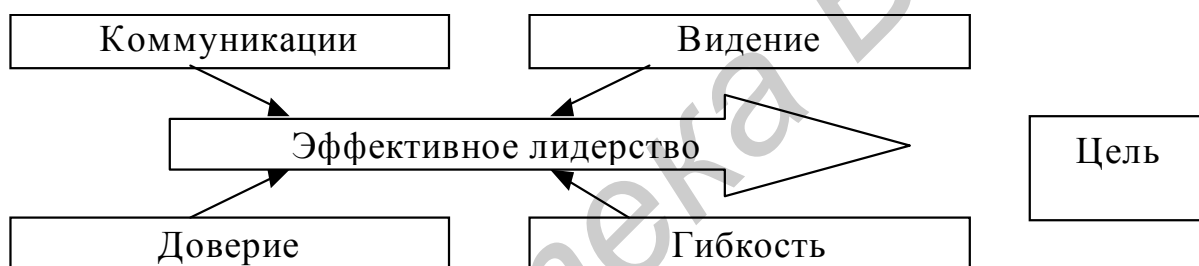 Коммуникации
Видение
Эффективное лидерство
Цель
Доверие
Гибкость